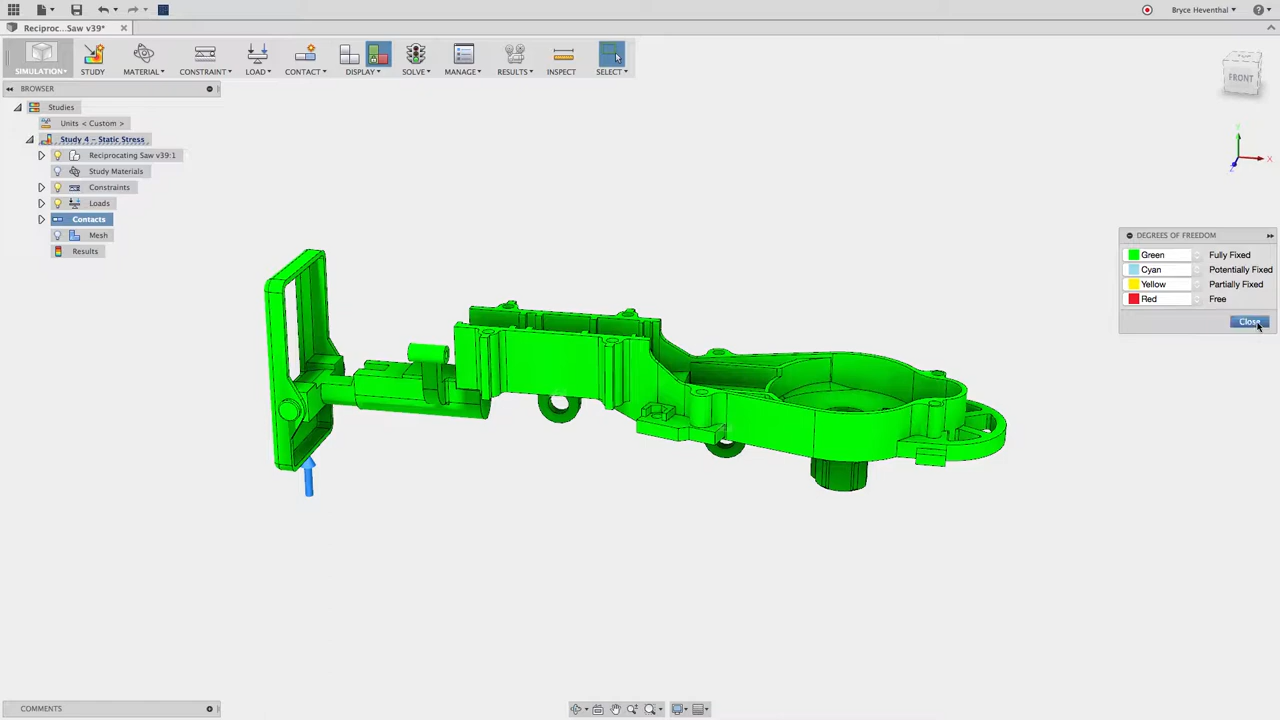 Bryce Heventhal
Reciproc...Saw v39*
SIMULATION
STUDY
MATERIAL
CONSTRAINT
LOAD
CONTACT
DISPLAY
SOLVE
MANAGE
RESULTS
INSPECT
SELECT
BROWSER
Studies
Units < Custom >
Study 4 - Static Stress
Reciprocating Saw v39:1
Study Materials
Constraints
Loads
Contacts
Mesh
Results
FRONT
Y
X
Z
DEGREES OF FREEDOM
Green Fully Fixed
Cyan Potentially Fixed
Yellow Partially Fixed
Red Free
Close
COMMENTS